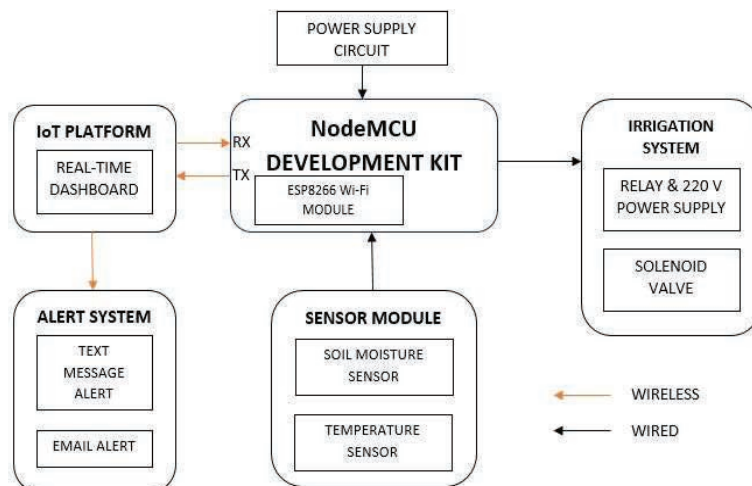 POWER SUPPLY
CIRCUIT
IoT PLATFORM
REAL-TIME
DASHBOARD
RX
TX
NodeMCU
DEVELOPMENT KIT
ESP8266 Wi-Fi
MODULE
IRRIGATION
SYSTEM
RELAY & 220 V
POWER SUPPLY
SOLENOID
VALVE
ALERT SYSTEM
TEXT
MESSAGE
ALERT
EMAIL ALERT
SENSOR MODULE
SOIL MOISTURE
SENSOR
TEMPERATURE
SENSOR
WIRELESS
WIRED